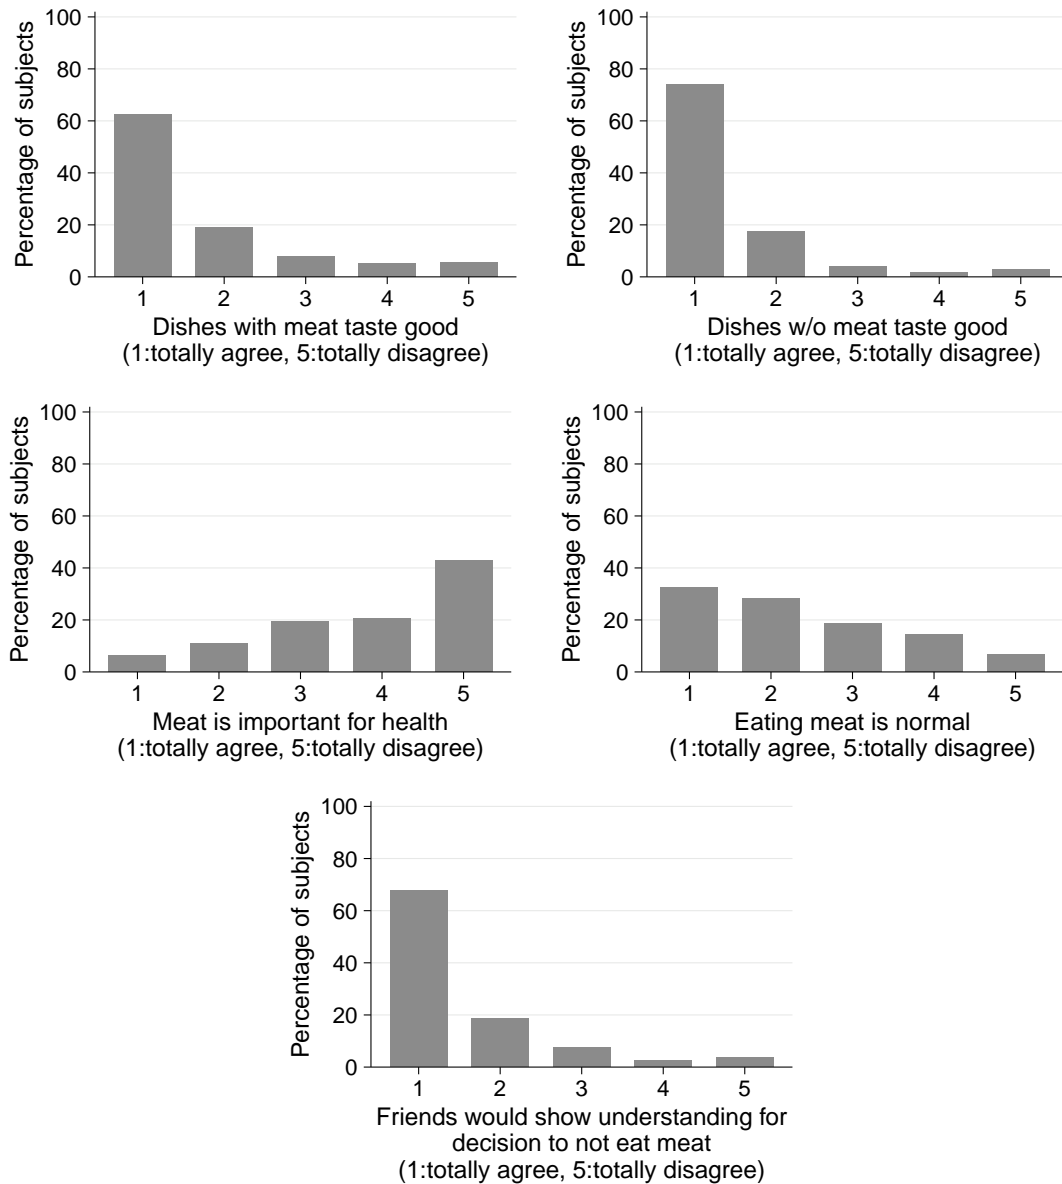 100
80
60
40
20
0
Percentage of subjects
1 2 3 4 5
Dishes with meat taste good
(1:totally agree, 5:totally disagree)
100
80
60
40
20
0
Percentage of subjects
1 2 3 4 5
Dishes w/o meat taste good
(1:totally agree, 5:totally disagree)
100
80
60
40
20
0
Percentage of subjects
1 2 3 4 5
Meat is important for health
(1:totally agree, 5:totally disagree)
100
80
60
40
20
0
Percentage of subjects
1 2 3 4 5
Eating meat is normal
(1:totally agree, 5:totally disagree)
100
80
60
40
20
0
Percentage of subjects
1 2 3 4 5
Friends would show understanding for
decision to not eat meat
(1:totally agree, 5:totally disagree)